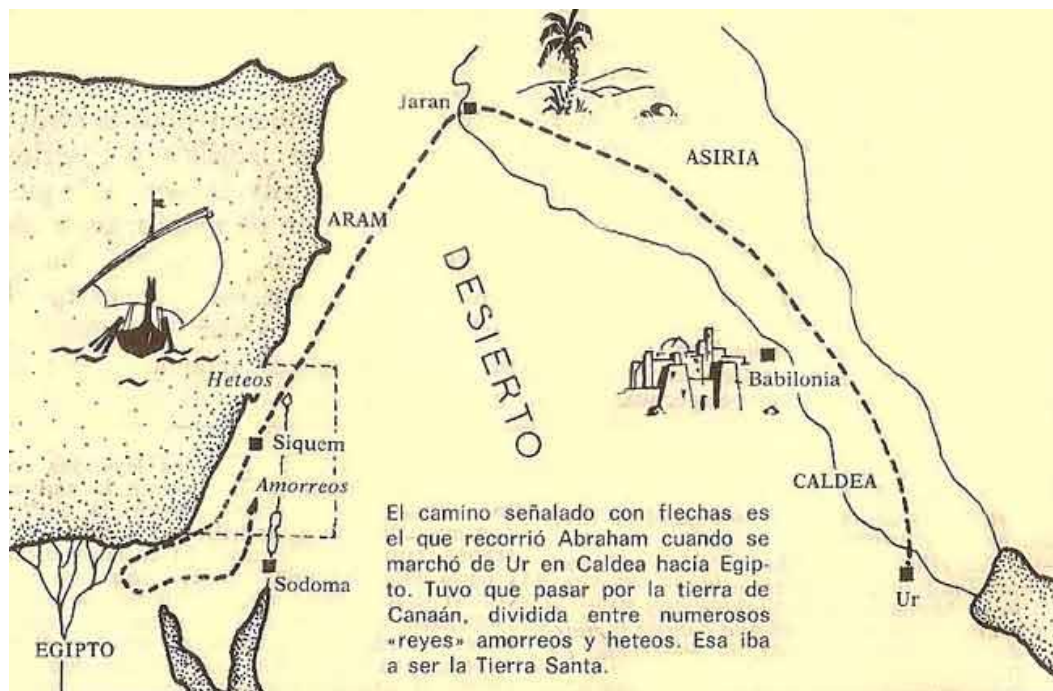 Jaran
ASIRIA
ARAM
DESIERTO
Heteos
Babilonia
Siquem
Amorreos
CALDEA
Sodoma
Ur
EGIPTO
El camino señalado con flechas es
el que recorrió Abraham cuando se
marchó de Ur en Caldea hacia Egip-
to. Tuvo que pasar por la tierra de
Canaán, dividida entre numerosos
«reyes» amorreos y heteos. Esa iba
a ser la Tierra Santa.